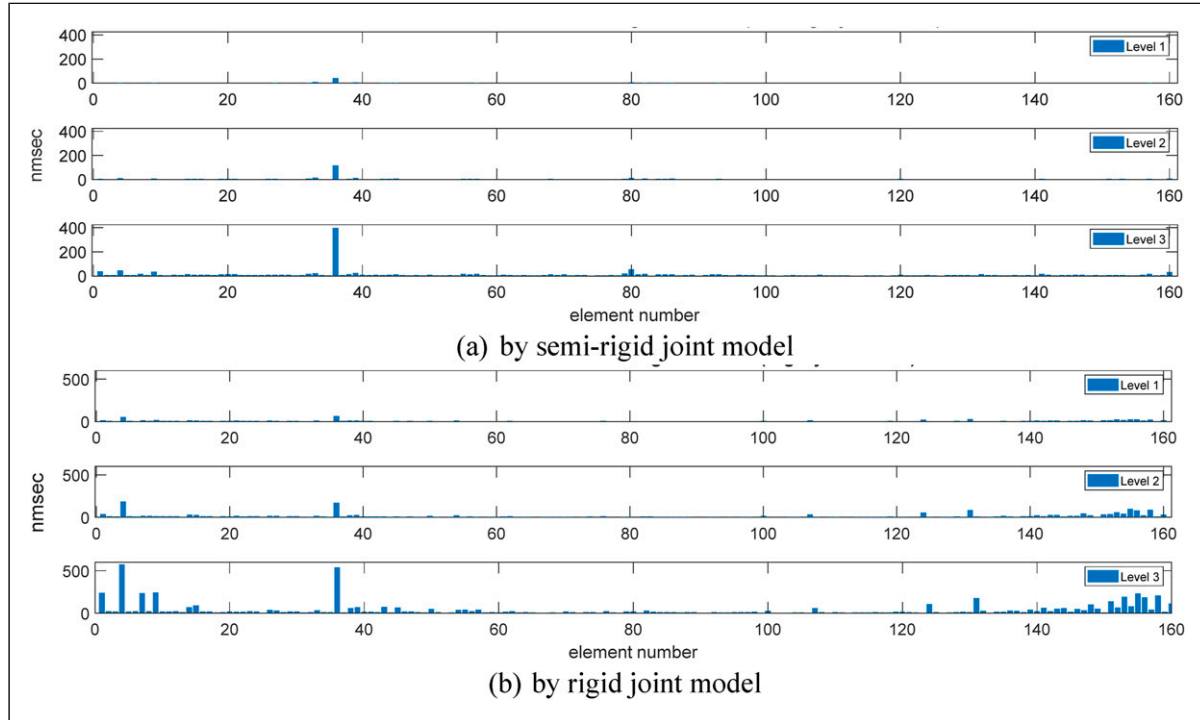 400
200
0
Level 1
0 20 40 60 80 100 120 140 160
nmsec
400
200
0
Level 2
0 20 40 60 80 100 120 140 160
400
200
0
Level 3
0 20 40 60 80 100 120 140 160
element number
(a) by semi-rigid joint model
500
0
Level 1
0 20 40 60 80 100 120 140 160
nmsec
500
0
Level 2
0 20 40 60 80 100 120 140 160
500
0
Level 3
0 20 40 60 80 100 120 140 160
element number
(b) by rigid joint model